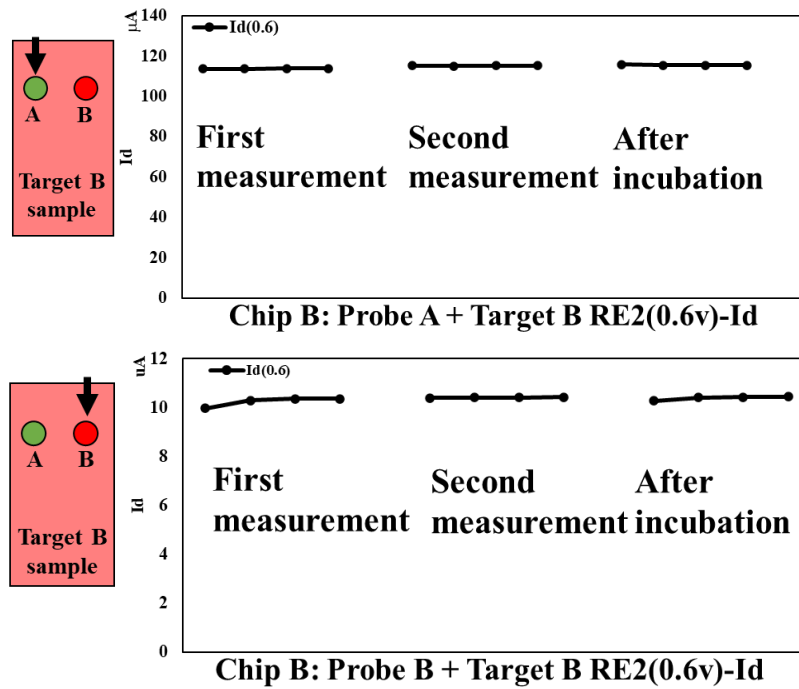 140
μA
Id(0.6)
120
100
80
60
40
20
0
Id
A
B
Target B
sample
First
measurement
Second
measurement
After
incubation
Chip B: Probe A + Target B RE2(0.6v)-Id
12
uA
Id(0.6)
10
8
6
4
2
0
Id
A
B
Target B
sample
First
measurement
Second
measurement
After
incubation
Chip B: Probe B + Target B RE2(0.6v)-Id